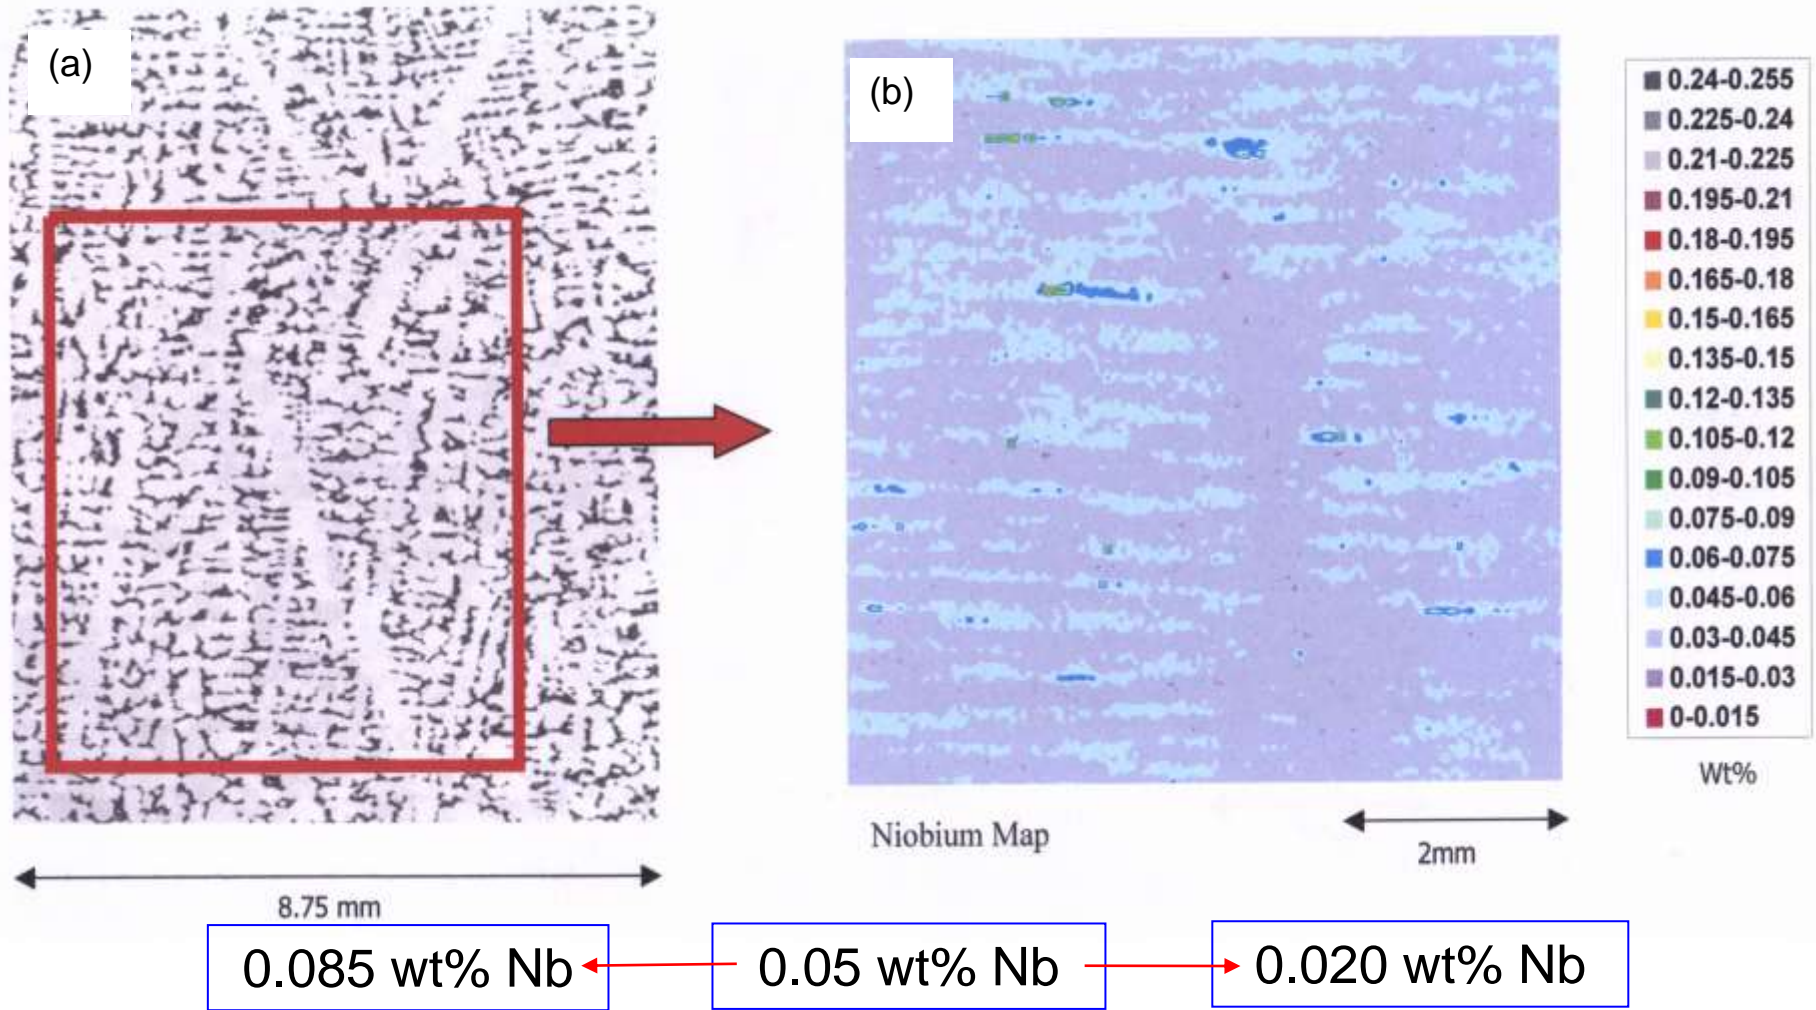 (a)
(b)
0.24-0.255
0.225-0.24
0.21-0.225
0.195-0.21
0.18-0.195
0.165-0.18
0.15-0.165
0.135-0.15
0.12-0.135
0.105-0.12
0.09-0.105
0.075-0.09
0.06-0.075
0.045-0.06
0.03-0.045
0.015-0.03
0-0.015
Wt%
Niobium Map
2mm
8.75 mm
0.085 wt% Nb
0.05 wt% Nb
0.020 wt% Nb